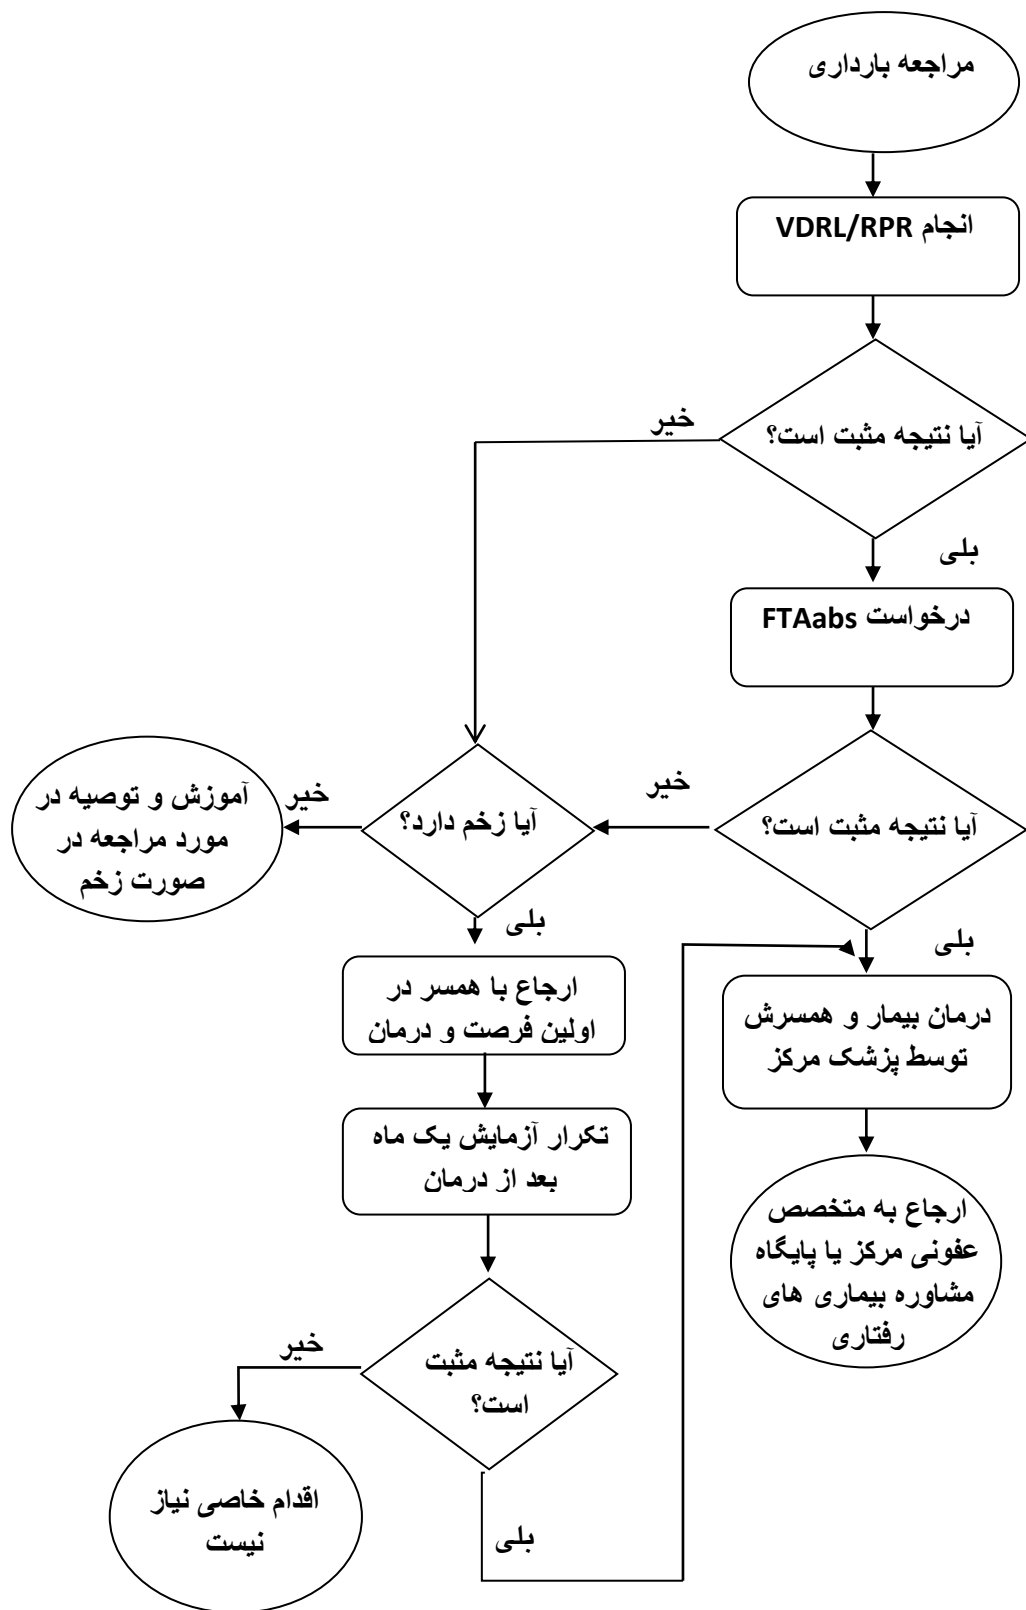 مراجعه بارداری
انجام VDRL/RPR
آیا نتیجه مثبت است؟
خیر
بلی
درخواست FTAabs
آیا نتیجه مثبت است؟
خیر
آیا زخم دارد؟
خیر
آموزش و توصیه در
مورد مراجعه در
صورت زخم
بلی
ارجاع با همسر در
اولین فرصت و درمان
بلی
درمان بیمار و همسرش
توسط پزشک مرکز
تکرار آزمایش یک ماه
بعد از درمان
ارجاع به متخصص
عفونی مرکز یا پایگاه
مشاوره بیماری های
رفتاری
آیا نتیجه مثبت
است؟
خیر
اقدام خاصی نیاز
نیست
بلی